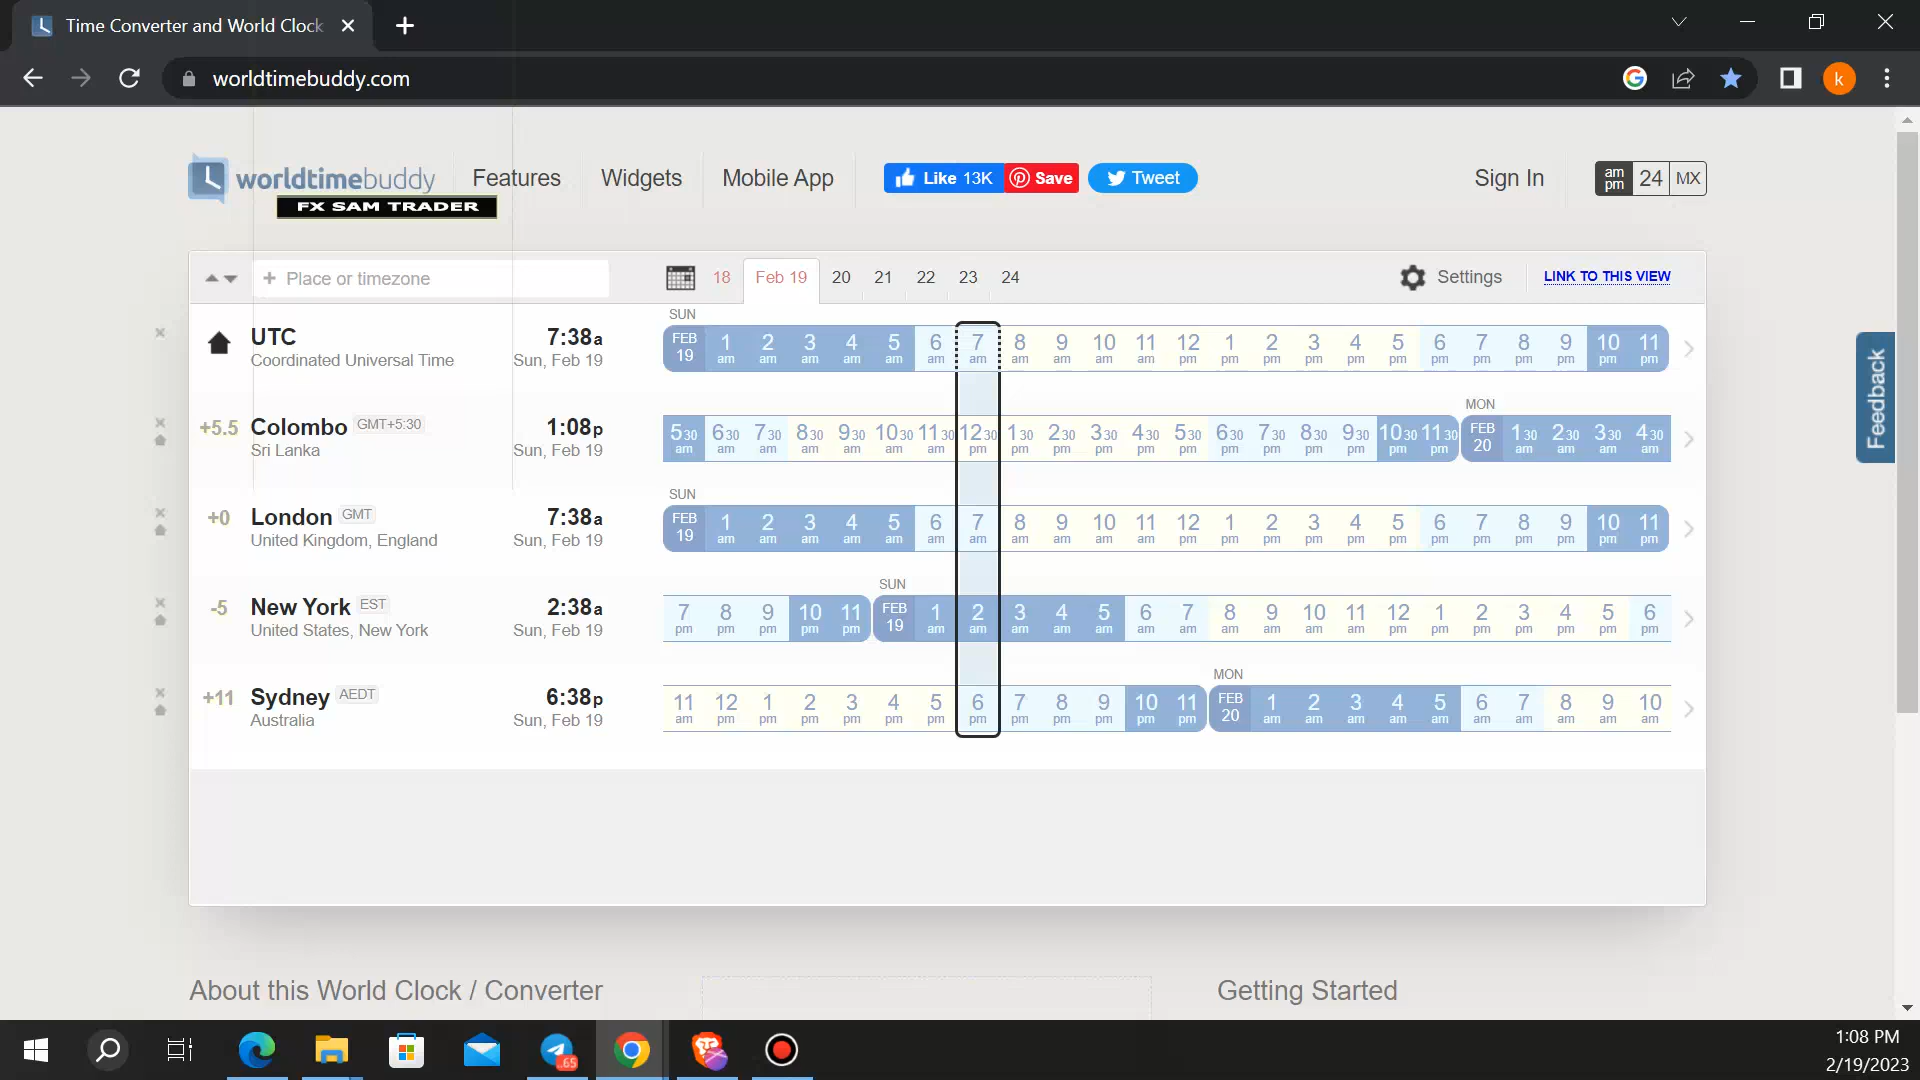 Time Converter and World Clock
worldtimebuddy.com
k
worldtimebuddy
Features
Widgets
Mobile App
Like 13K
Save
Tweet
Sign In
am pm 24 MX
FX SAM TRADER
+ Place or timezone
18 Feb 19 20 21 22 23 24
Settings
LINK TO THIS VIEW
Feedback
SUN
UTC 7:38a
Coordinated Universal Time Sun, Feb 19
FEB 1 2 3 4 5 6 7 8 9 10 11 12 1 2 3 4 5 6 7 8 9 10 11
19 am am am am am am am am am am am pm pm pm pm pm pm pm pm pm pm pm pm
MON
+5.5 Colombo GMT+5:30 1:08p
Sri Lanka Sun, Feb 19
530 630 730 830 930 1030 1130 1230 130 230 330 430 530 630 730 830 930 1030 1130 FEB 130 230 330 430
am am am am am am am pm pm pm pm pm pm pm pm pm pm pm pm 20 am am am am
SUN
+0 London GMT 7:38a
United Kingdom, England Sun, Feb 19
FEB 1 2 3 4 5 6 7 8 9 10 11 12 1 2 3 4 5 6 7 8 9 10 11
19 am am am am am am am am am am am pm pm pm pm pm pm pm pm pm pm pm pm
SUN
-5 New York EST 2:38a
United States, New York Sun, Feb 19
7 8 9 10 11 FEB 1 2 3 4 5 6 7 8 9 10 11 12 1 2 3 4 5 6
pm pm pm pm pm 19 am am am am am am am am am am am pm pm pm pm pm pm pm
MON
+11 Sydney AEDT 6:38p
Australia Sun, Feb 19
11 12 1 2 3 4 5 6 7 8 9 10 11 FEB 1 2 3 4 5 6 7 8 9 10
am pm pm pm pm pm pm pm pm pm pm pm pm 20 am am am am am am am am am am
About this World Clock / Converter
Getting Started
.65
1:08 PM
2/19/2023